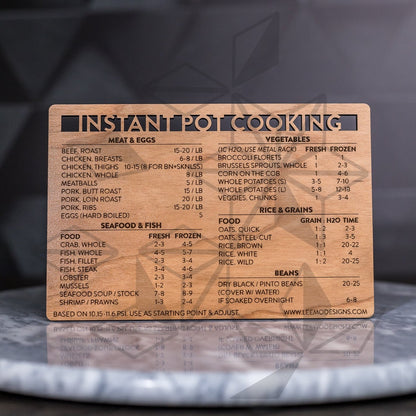 INSTANT POT COOKING
MEAT & EGGS
BEEF, ROAST 15-20 / LB
CHICKEN, BREASTS 6-8 / LB
CHICKEN, THIGHS 10-15 (8 FOR BN+SKNLSS)
CHICKEN, WHOLE 8 / LB
MEATBALLS 5 / LB
PORK, BUTT ROAST 15 / LB
PORK, LOIN ROAST 20 / LB
PORK, RIBS 15-20 / LB
EGGS (HARD BOILED) 5
SEAFOOD & FISH
FOOD FRESH FROZEN
CRAB, WHOLE 2-3 4-5
FISH, WHOLE 4-5 5-7
FISH, FILLET 2-3 3-4
FISH, STEAK 3-4 4-6
LOBSTER 2-3 3-4
MUSSELS 1-2 2-3
SEAFOOD SOUP / STOCK 7-8 8-9
SHRIMP / PRAWNS 1-3 2-4
BASED ON 10.15-11.6 PSI. USE AS STARTING POINT & ADJUST.
VEGETABLES
(1C H2O, USE METAL RACK) FRESH FROZEN
BROCCOLI FLORETS 1 1
BRUSSELS SPROUTS, WHOLE 1 2-3
CORN ON THE COB 1 1-4
WHOLE POTATOES (S) 3-5 7-10
WHOLE POTATOES (L) 5-8 12-13
VEGGIES, CHUNKS 1 3-4
RICE & GRAINS
FOOD GRAIN : H2O TIME
OATS, QUICK 1 : 2 2-3
OATS, STEEL-CUT 1 : 3 3-5
RICE, BROWN 1 : 1 20-22
RICE, WHITE 1 : 1 4
RICE, WILD 1 : 2 20-25
BEANS
DRY BLACK / PINTO BEANS 20-25
(COVER W/ WATER)
IF SOAKED OVERNIGHT 6-8
WWW.LEEMODESIGNS.COM